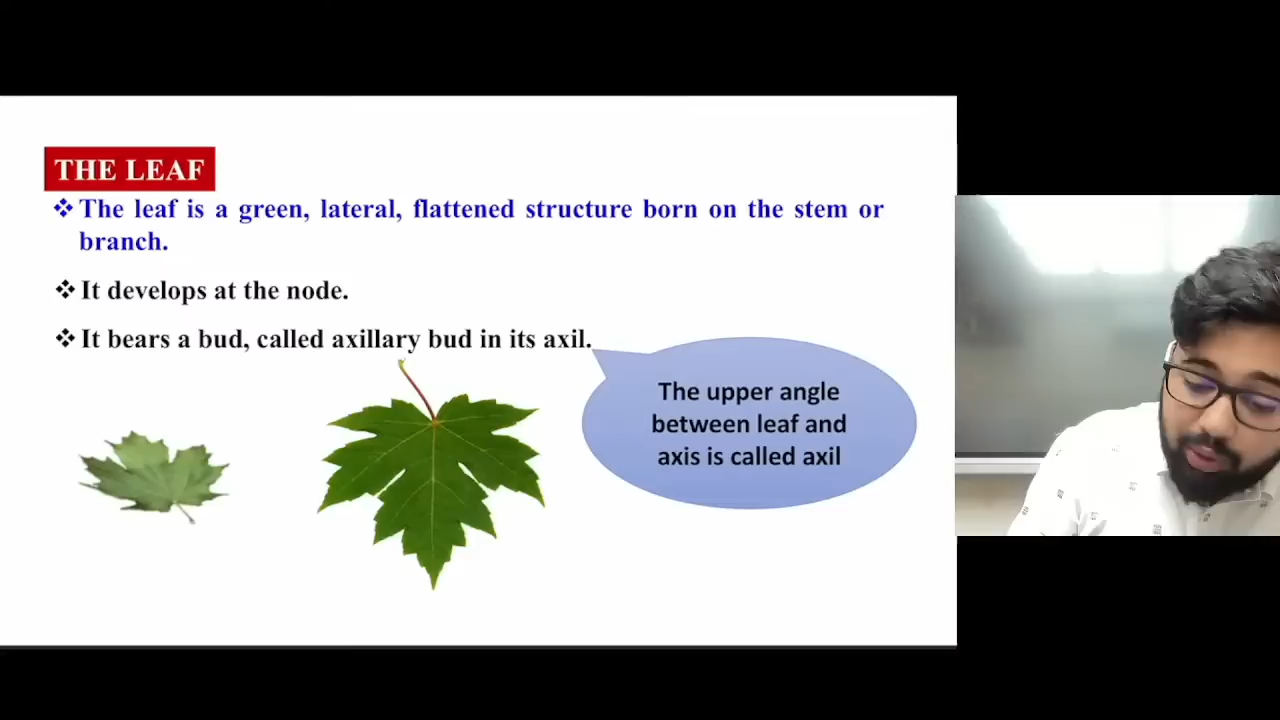 THE LEAF
❖ The leaf is a green, lateral, flattened structure born on the stem or
branch.
❖ It develops at the node.
❖ It bears a bud, called axillary bud in its axil.
The upper angle
between leaf and
axis is called axil